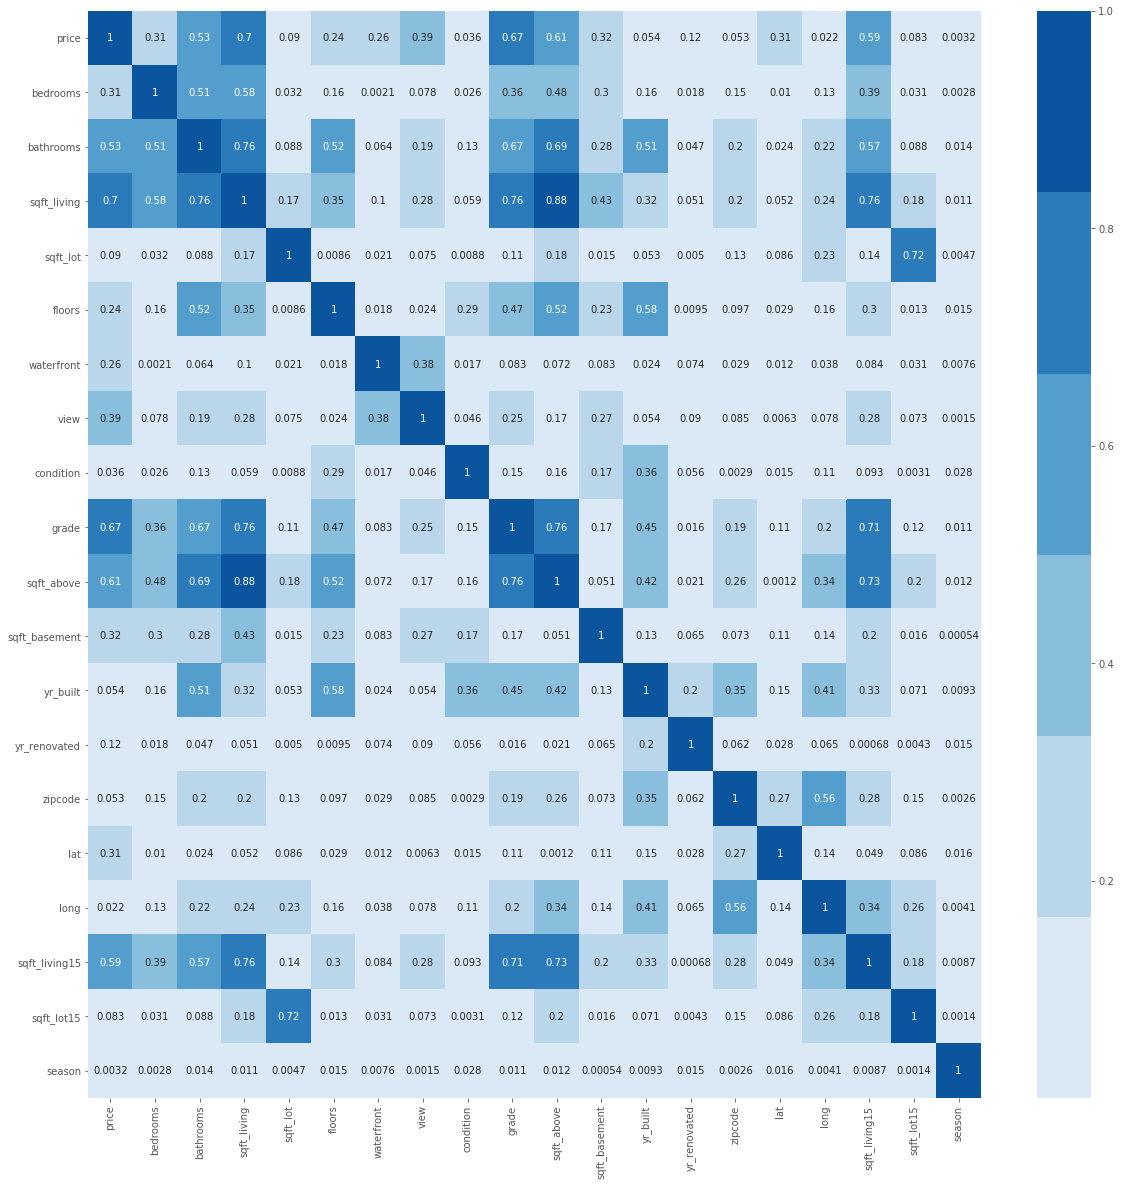 price 1 0.31 0.53 0.7 0.09 0.24 0.26 0.39 0.036 0.67 0.61 0.32 0.054 0.12 0.053 0.31 0.022 0.59 0.083 0.0032
bedrooms 0.31 1 0.51 0.58 0.032 0.16 0.0021 0.078 0.026 0.36 0.48 0.3 0.16 0.018 0.15 0.01 0.13 0.39 0.031 0.0028
bathrooms 0.53 0.51 1 0.76 0.088 0.52 0.064 0.19 0.13 0.67 0.69 0.28 0.51 0.047 0.2 0.024 0.22 0.57 0.088 0.014
sqft_living 0.7 0.58 0.76 1 0.17 0.35 0.1 0.28 0.059 0.76 0.88 0.43 0.32 0.051 0.2 0.052 0.24 0.76 0.18 0.011
sqft_lot 0.09 0.032 0.088 0.17 1 0.0086 0.021 0.075 0.0088 0.11 0.18 0.015 0.053 0.005 0.13 0.086 0.23 0.14 0.72 0.0047
floors 0.24 0.16 0.52 0.35 0.0086 1 0.018 0.024 0.29 0.47 0.52 0.23 0.58 0.0095 0.097 0.029 0.16 0.3 0.013 0.015
waterfront 0.26 0.0021 0.064 0.1 0.021 0.018 1 0.38 0.017 0.083 0.072 0.083 0.024 0.074 0.029 0.012 0.038 0.084 0.031 0.0076
view 0.39 0.078 0.19 0.28 0.075 0.024 0.38 1 0.046 0.25 0.17 0.27 0.054 0.09 0.085 0.0063 0.078 0.28 0.073 0.0015
condition 0.036 0.026 0.13 0.059 0.0088 0.29 0.017 0.046 1 0.15 0.16 0.17 0.36 0.056 0.0029 0.015 0.11 0.093 0.0031 0.028
grade 0.67 0.36 0.67 0.76 0.11 0.47 0.083 0.25 0.15 1 0.76 0.17 0.45 0.016 0.19 0.11 0.2 0.71 0.12 0.011
sqft_above 0.61 0.48 0.69 0.88 0.18 0.52 0.072 0.17 0.16 0.76 1 0.051 0.42 0.021 0.26 0.0012 0.34 0.73 0.2 0.012
sqft_basement 0.32 0.3 0.28 0.43 0.015 0.23 0.083 0.27 0.17 0.17 0.051 1 0.13 0.065 0.073 0.11 0.14 0.2 0.016 0.00054
yr_built 0.054 0.16 0.51 0.32 0.053 0.58 0.024 0.054 0.36 0.45 0.42 0.13 1 0.2 0.35 0.15 0.41 0.33 0.071 0.0093
yr_renovated 0.12 0.018 0.047 0.051 0.005 0.0095 0.074 0.09 0.056 0.016 0.021 0.065 0.2 1 0.062 0.028 0.065 0.00068 0.0043 0.015
zipcode 0.053 0.15 0.2 0.2 0.13 0.097 0.029 0.085 0.0029 0.19 0.26 0.073 0.35 0.062 1 0.27 0.56 0.28 0.15 0.0026
lat 0.31 0.01 0.024 0.052 0.086 0.029 0.012 0.0063 0.015 0.11 0.0012 0.11 0.15 0.028 0.27 1 0.14 0.049 0.086 0.016
long 0.022 0.13 0.22 0.24 0.23 0.16 0.038 0.078 0.11 0.2 0.34 0.14 0.41 0.065 0.56 0.14 1 0.34 0.26 0.0041
sqft_living15 0.59 0.39 0.57 0.76 0.14 0.3 0.084 0.28 0.093 0.71 0.73 0.2 0.33 0.00068 0.28 0.049 0.34 1 0.18 0.0087
sqft_lot15 0.083 0.031 0.088 0.18 0.72 0.013 0.031 0.073 0.0031 0.12 0.2 0.016 0.071 0.0043 0.15 0.086 0.26 0.18 1 0.0014
season 0.0032 0.0028 0.014 0.011 0.0047 0.015 0.0076 0.0015 0.028 0.011 0.012 0.00054 0.0093 0.015 0.0026 0.016 0.0041 0.0087 0.0014 1
price
bedrooms
bathrooms
sqft_living
sqft_lot
floors
waterfront
view
condition
grade
sqft_above
sqft_basement
yr_built
yr_renovated
zipcode
lat
long
sqft_living15
sqft_lot15
season
1.0
0.8
0.6
0.4
0.2